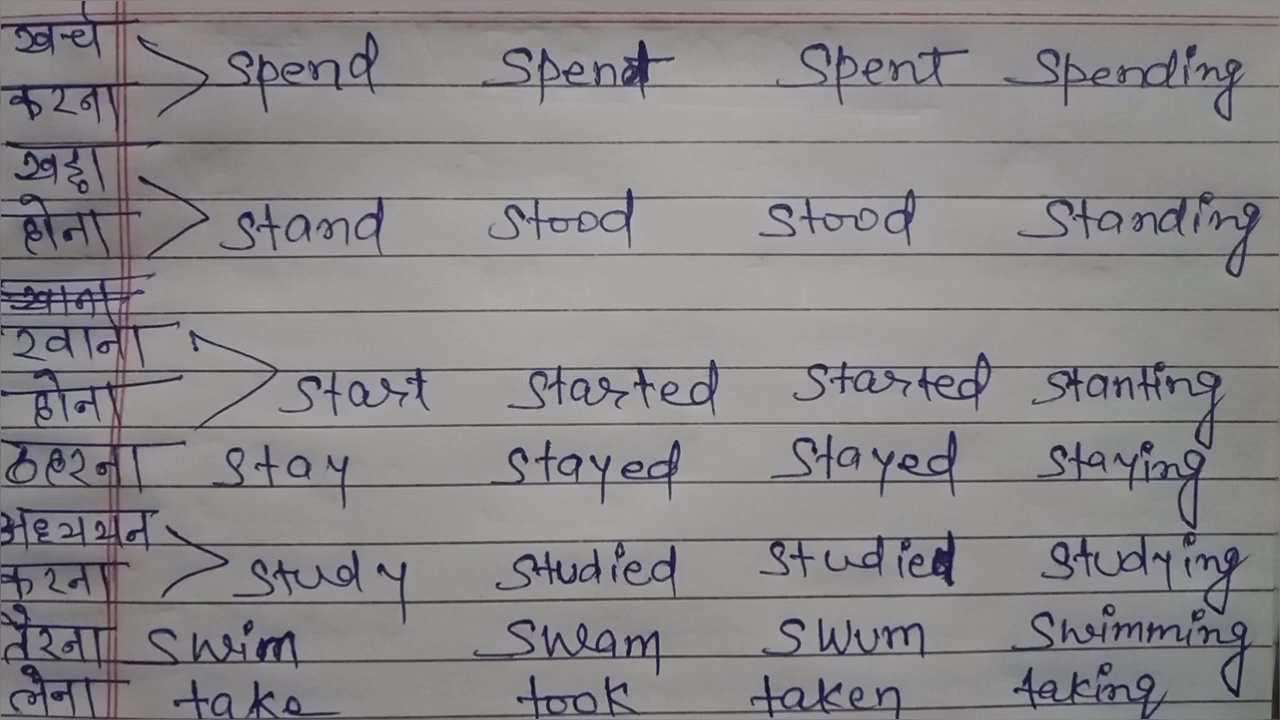 खर्च
करना Spend Spent Spent Spending
खड़ा
होना Stand Stood Stood Standing
रवाना
होना Start Started Started Stanting
ठहरना Stay Stayed Stayed Staying
अध्ययन
करना Study Studied Studied Studying
तैरना Swim Swam Swum Swimming
लेना take took taken taking